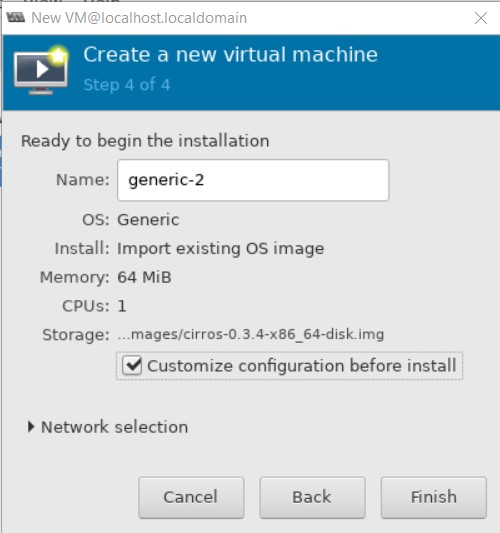 New VM@localhost.localdomain
Create a new virtual machine
Step 4 of 4
Ready to begin the installation
Name: generic-2
OS: Generic
Install: Import existing OS image
Memory: 64 MiB
CPUs: 1
Storage: ...mages/cirros-0.3.4-x86_64-disk.img
Customize configuration before install
Network selection
Cancel Back Finish